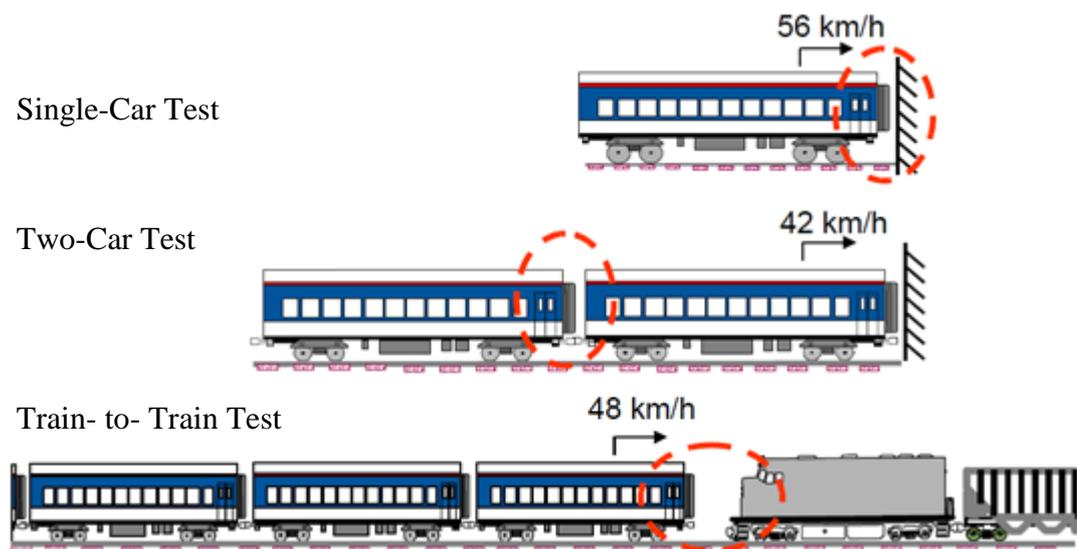 56 km/h
Single-Car Test
Two-Car Test
42 km/h
48 km/h
Train- to- Train Test